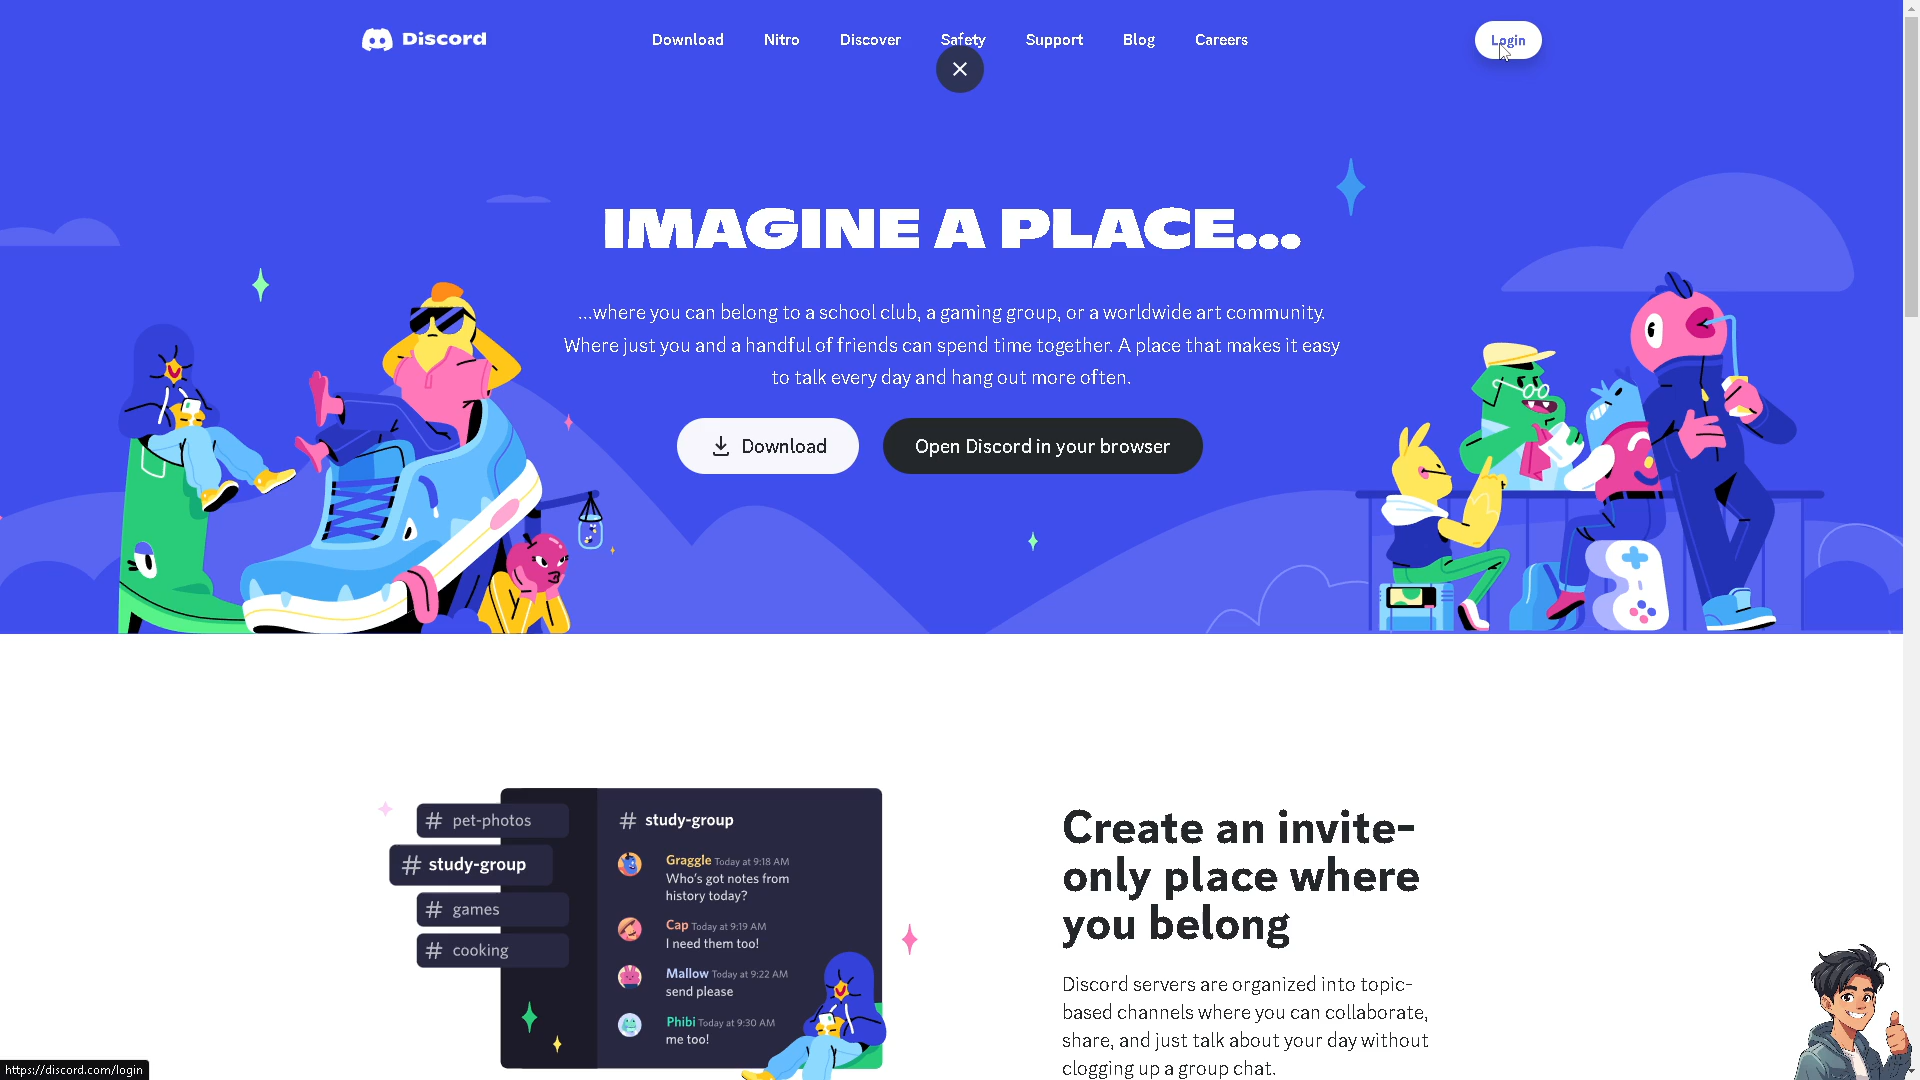 Discord
Download
Nitro
Discover
Safety
Support
Blog
Careers
Login
IMAGINE A PLACE...
...where you can belong to a school club, a gaming group, or a worldwide art community.
Where just you and a handful of friends can spend time together. A place that makes it easy
to talk every day and hang out more often.
Download
Open Discord in your browser
# pet-photos
# study-group
# games
# cooking
# study-group
Graggle Today at 9:18 AM
Who's got notes from
history today?
Cap Today at 9:19 AM
I need them too!
Mallow Today at 9:22 AM
send please
Phibi Today at 9:30 AM
me too!
Create an invite-
only place where
you belong
Discord servers are organized into topic-
based channels where you can collaborate,
share, and just talk about your day without
clogging up a group chat.
https://discord.com/login